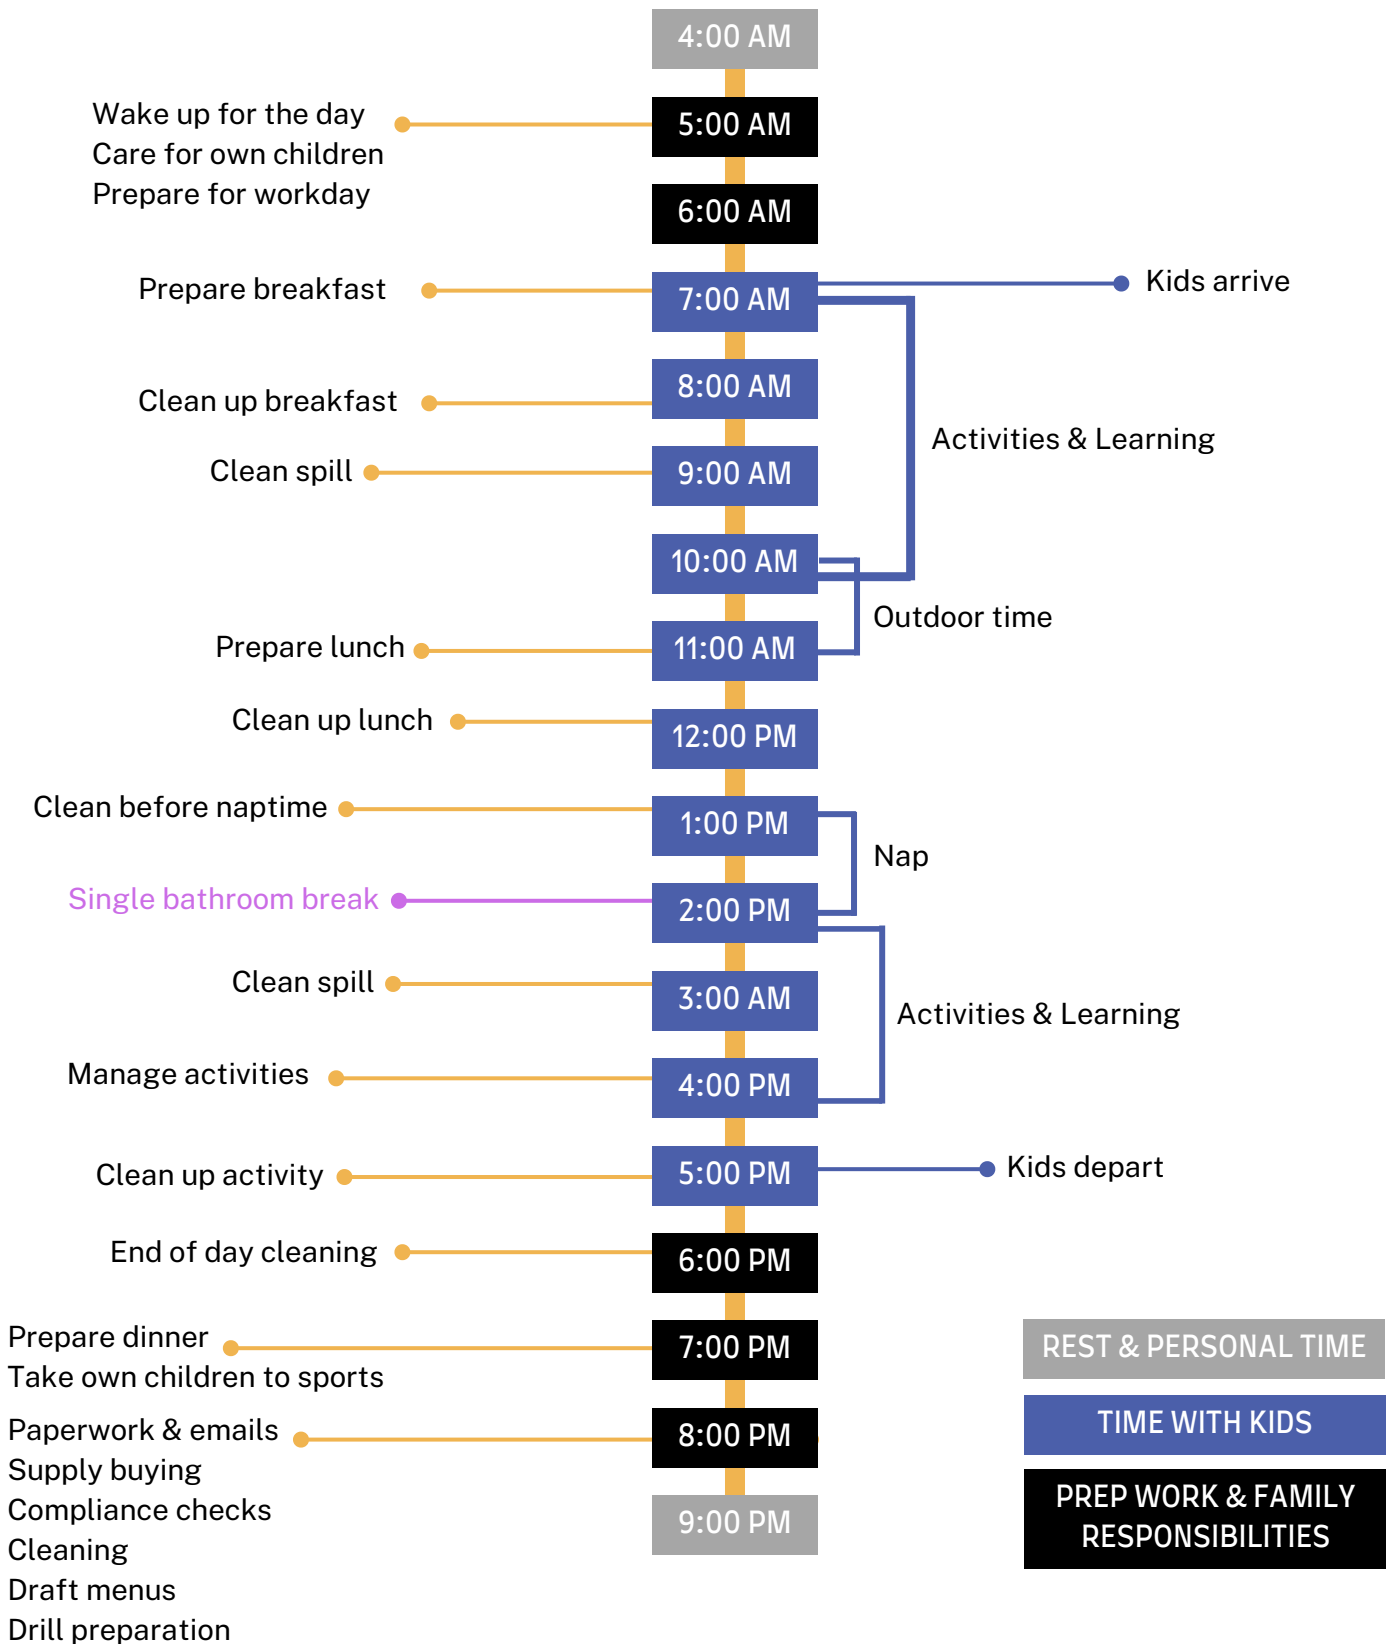 4:00 AM
Wake up for the day
Care for own children
Prepare for workday
5:00 AM
6:00 AM
Prepare breakfast
7:00 AM
Kids arrive
Clean up breakfast
8:00 AM
Activities & Learning
Clean spill
9:00 AM
10:00 AM
Outdoor time
Prepare lunch
11:00 AM
Clean up lunch
12:00 PM
Clean before naptime
1:00 PM
Nap
Single bathroom break
2:00 PM
Clean spill
3:00 AM
Activities & Learning
Manage activities
4:00 PM
Clean up activity
5:00 PM
Kids depart
End of day cleaning
6:00 PM
Prepare dinner
Take own children to sports
7:00 PM
Paperwork & emails
Supply buying
Compliance checks
Cleaning
Draft menus
Drill preparation
8:00 PM
9:00 PM
REST & PERSONAL TIME
TIME WITH KIDS
PREP WORK & FAMILY
RESPONSIBILITIES